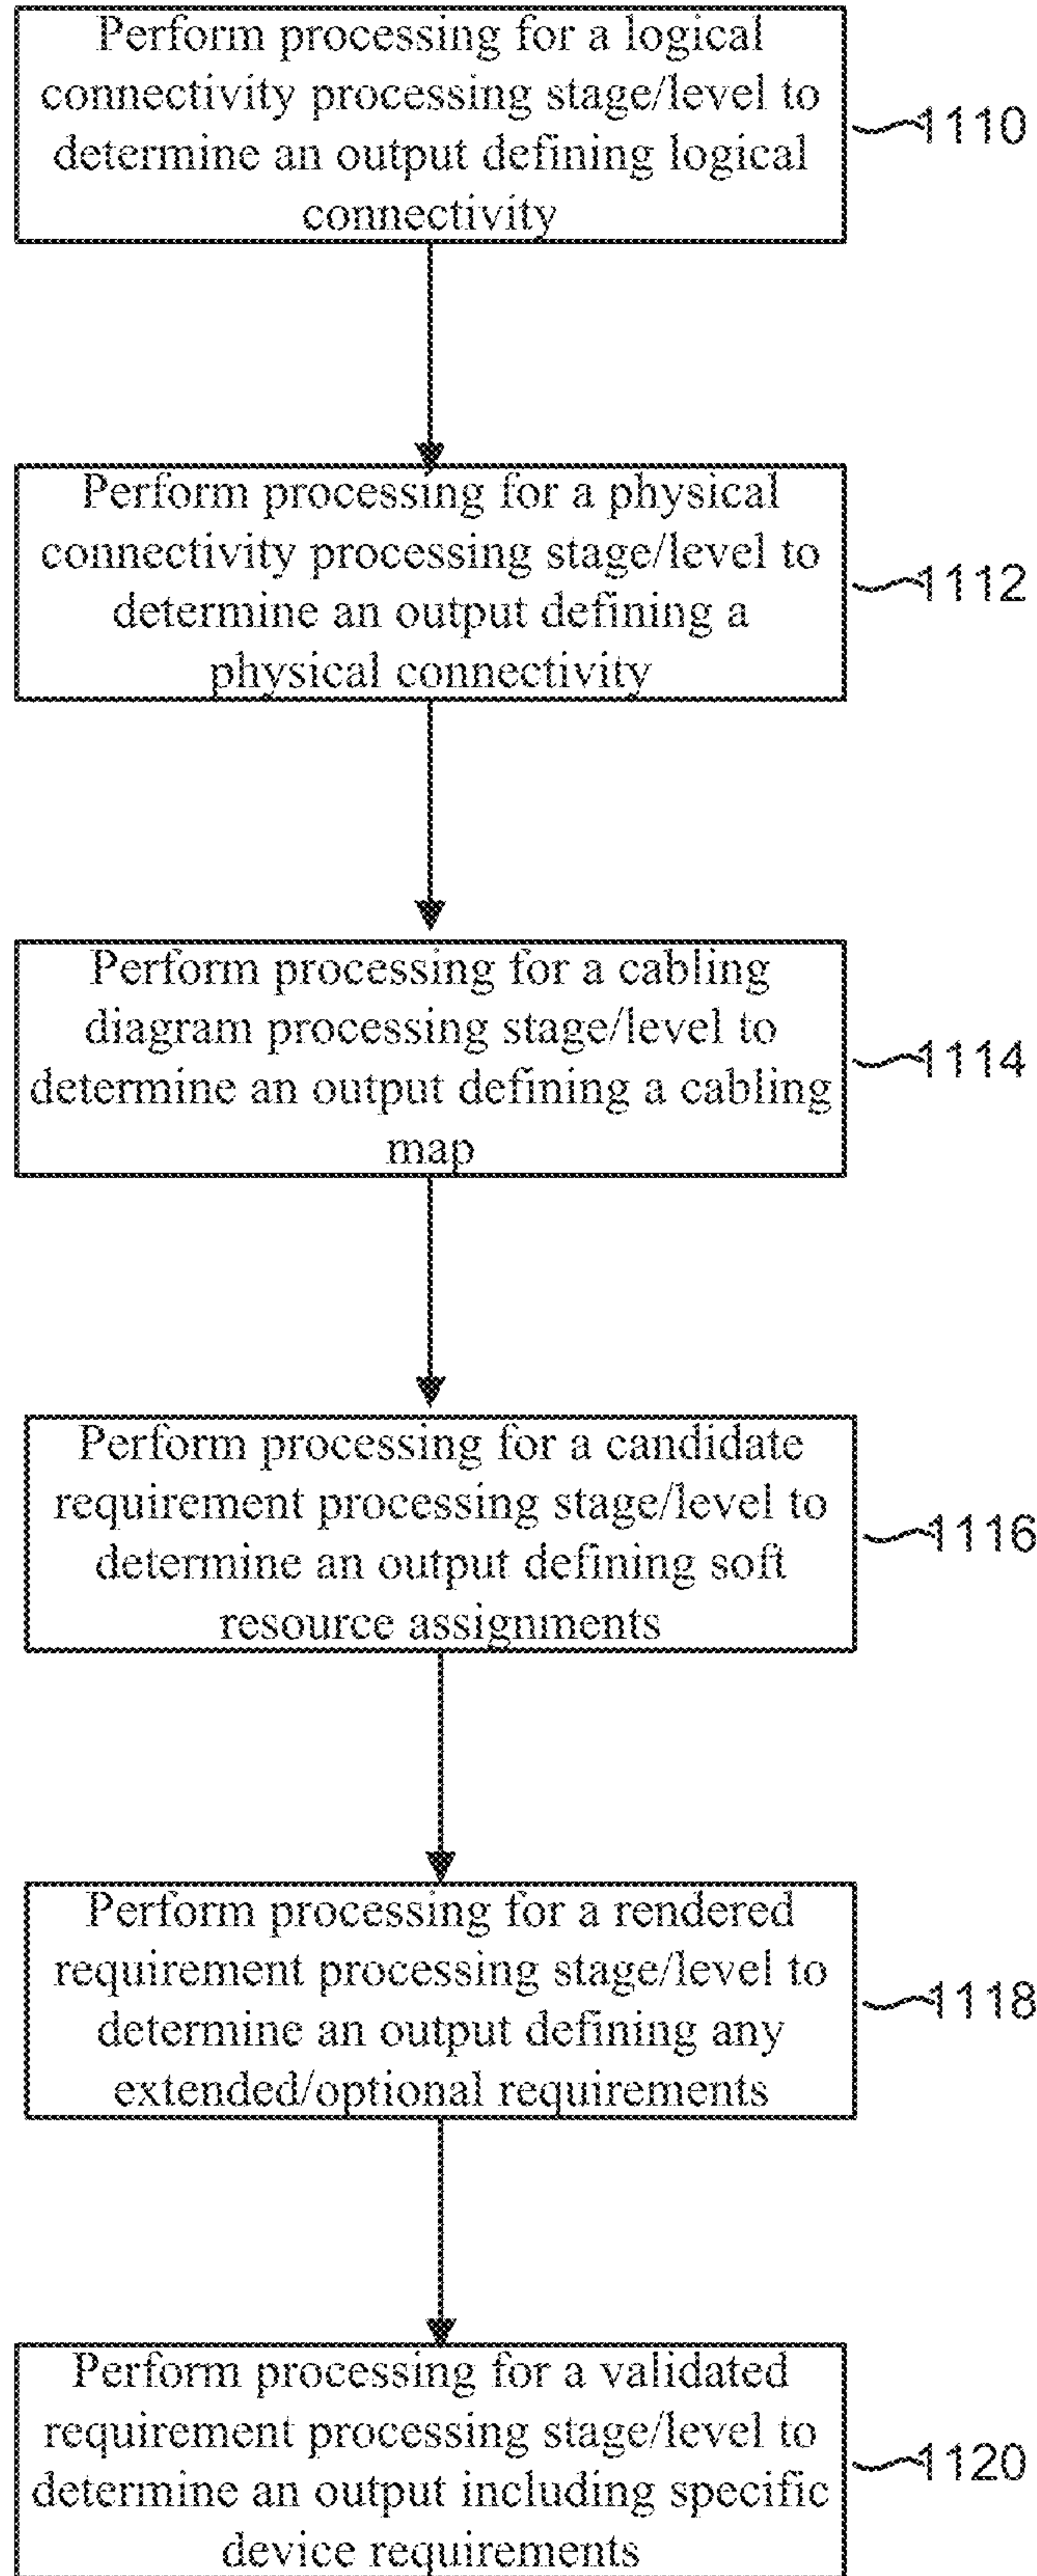 Perform processing for a logical
connectivity processing stage/level to
determine an output defining logical
connectivity
1110
Perform processing for a physical
connectivity processing stage/level to
determine an output defining a
physical connectivity
1112
Perform processing for a cabling
diagram processing stage/level to
determine an output defining a cabling
map
1114
Perform processing for a candidate
requirement processing stage/level to
determine an output defining soft
resource assignments
1116
Perform processing for a rendered
requirement processing stage/level to
determine an output defining any
extended/optional requirements
1118
Perform processing for a validated
requirement processing stage/level to
determine an output including specific
device requirements
1120